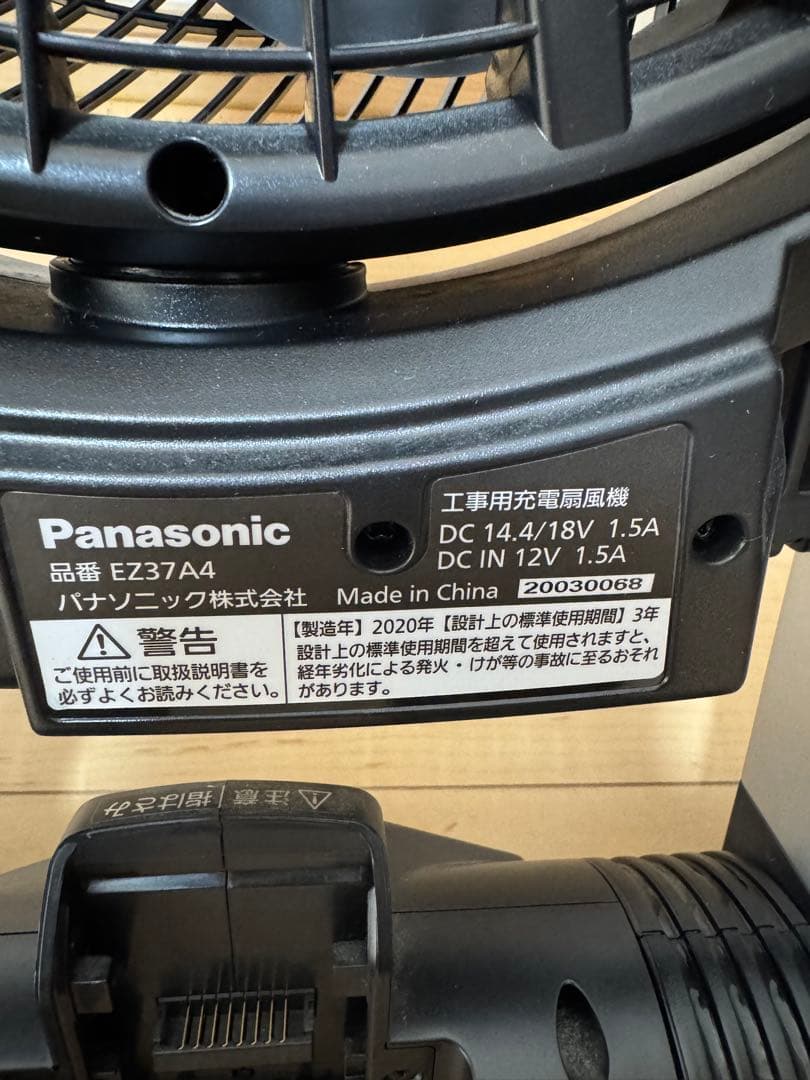 Panasonic
品番 EZ37A4
パナソニック株式会社 Made in China 20030068
工事用充電扇風機
DC 14.4/18V 1.5A
DC IN 12V 1.5A
警告
ご使用前に取扱説明書を
必ずよくお読みください。
【製造年】2020年【設計上の標準使用期間】3年
設計上の標準使用期間を超えて使用されますと、
経年劣化による発火・けが等の事故に至るおそれ
があります。
注意 指はさみ